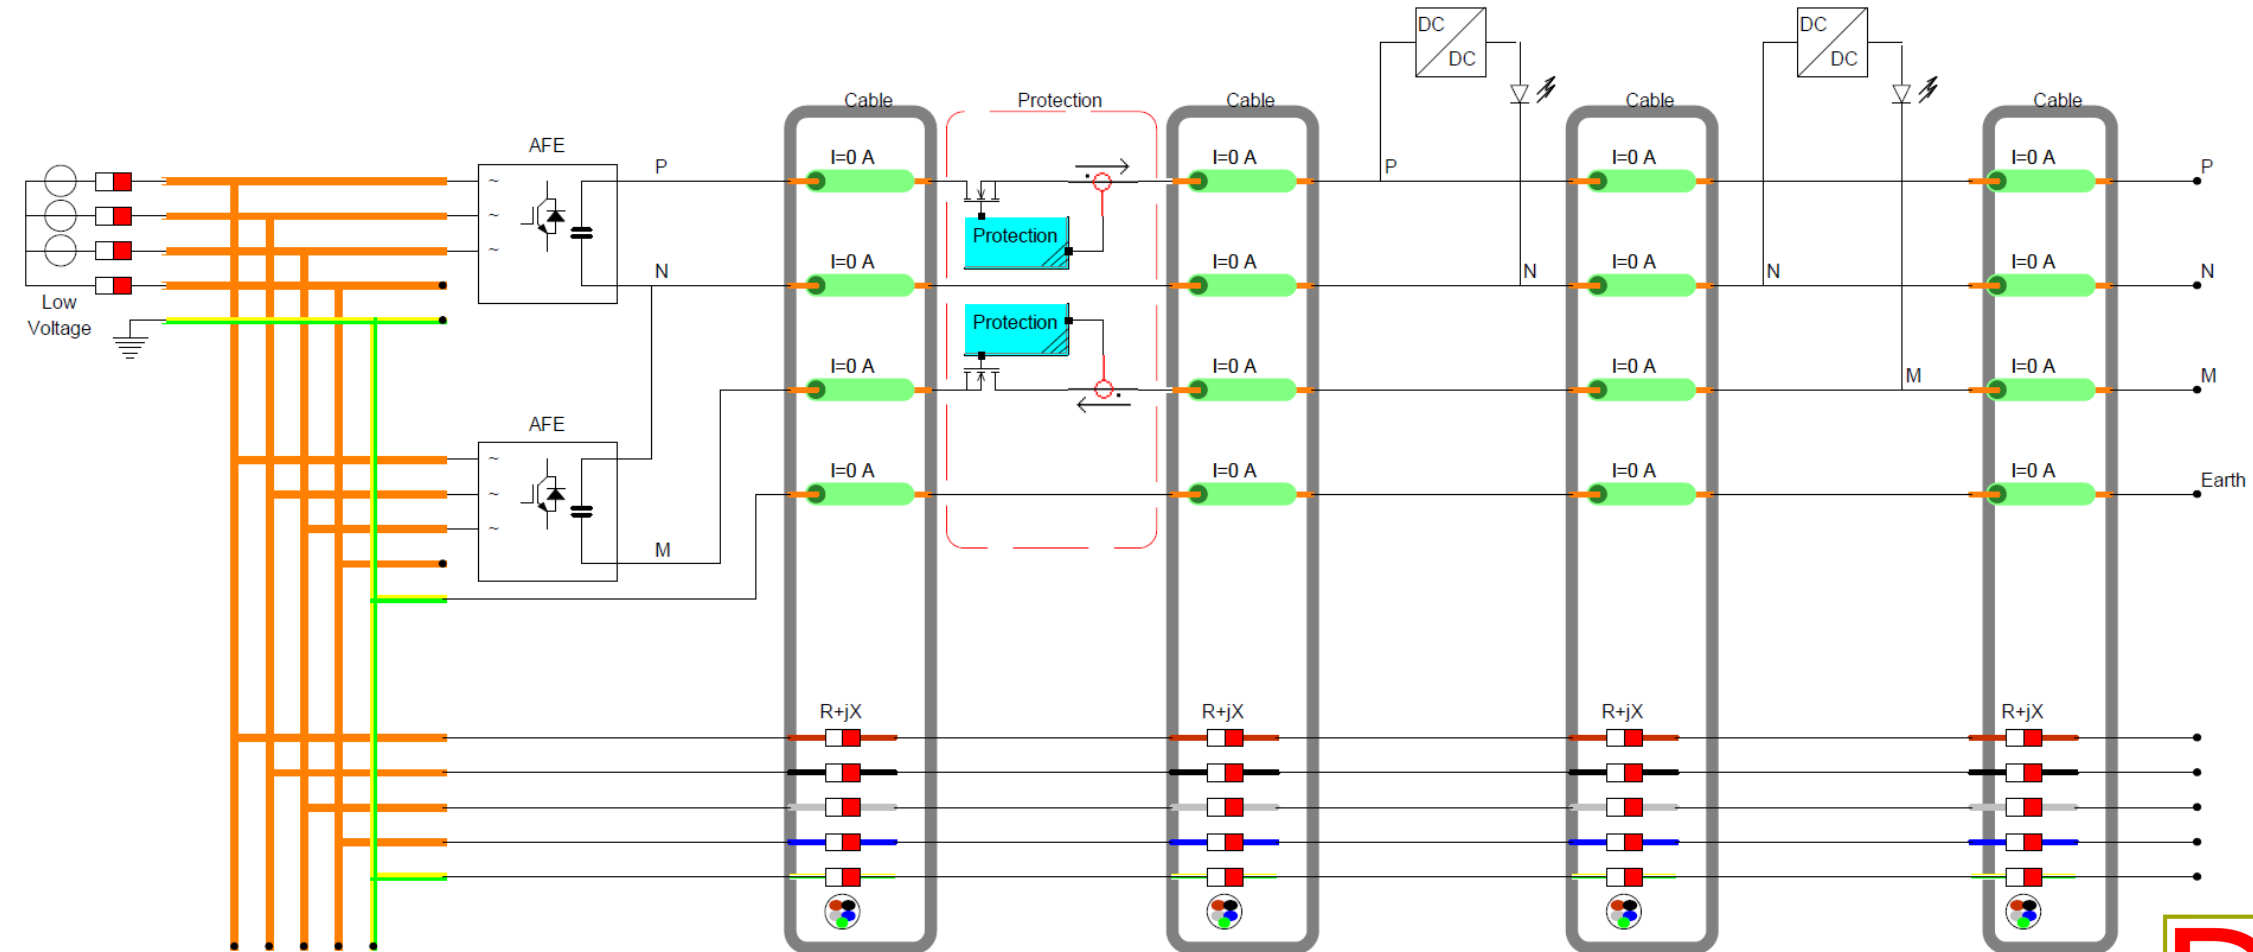 DC
DC
DC
DC
Cable
Protection
Cable
Cable
Cable
AFE
I=0 A
I=0 A
I=0 A
I=0 A
~
P
P
P
~
~
Protection
I=0 A
I=0 A
I=0 A
I=0 A
N
N
N
N
Low
Voltage
Protection
I=0 A
I=0 A
I=0 A
I=0 A
M
M
AFE
~
I=0 A
I=0 A
I=0 A
I=0 A
Earth
~
~
M
R+jX
R+jX
R+jX
R+jX